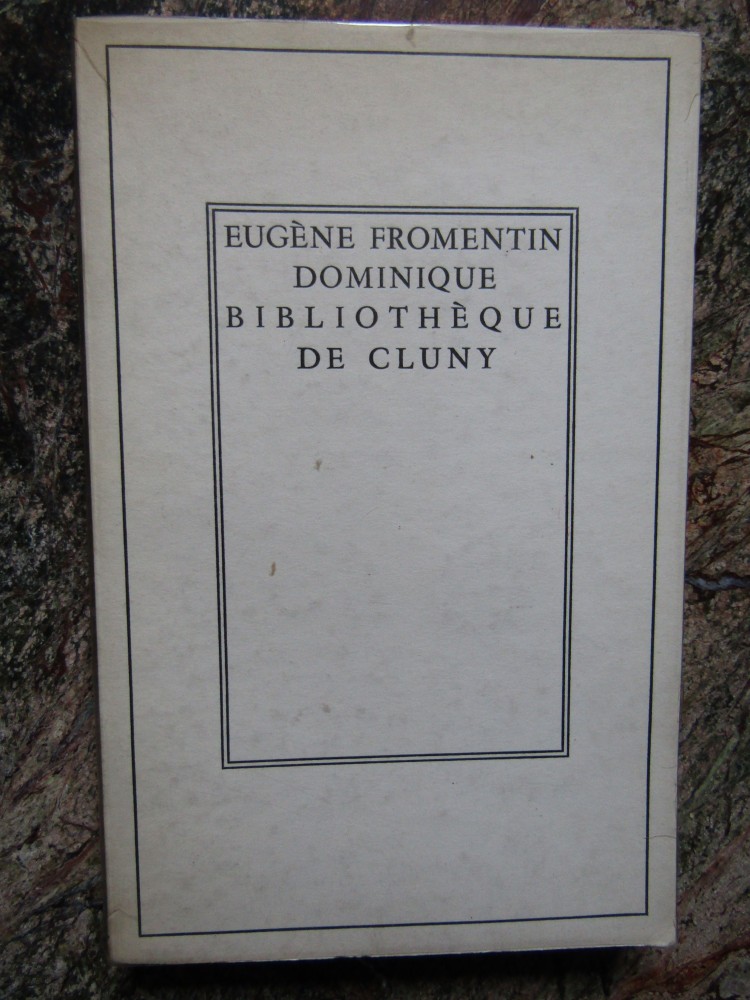 EUGÈNE FROMENTIN
DOMINIQUE
BIBLIOTHÈQUE
DE CLUNY